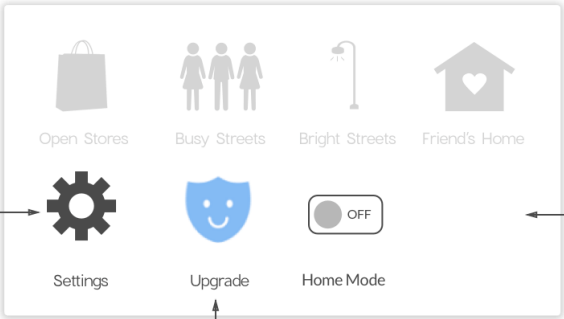 Open Stores
Busy Streets
Bright Streets
Friend's Home
OFF
Settings
Upgrade
Home Mode